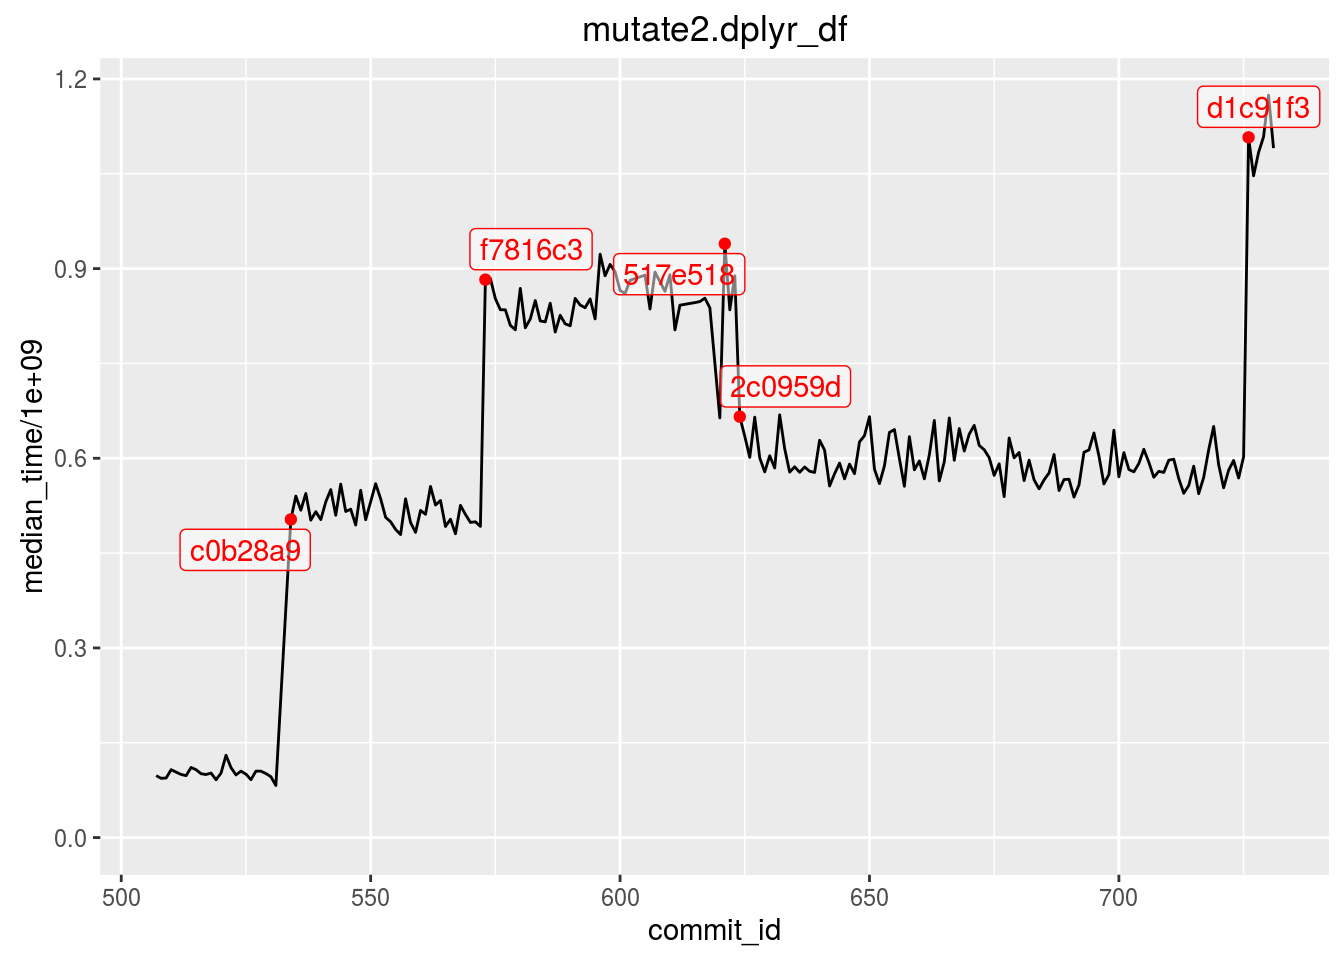 mutate2.dplyr_df
1.2
0.9
0.6
0.3
0.0
median_time/1e+09
d1c91f3
f7816c3
517e518
2c0959d
c0b28a9
500
550
600
650
700
commit_id